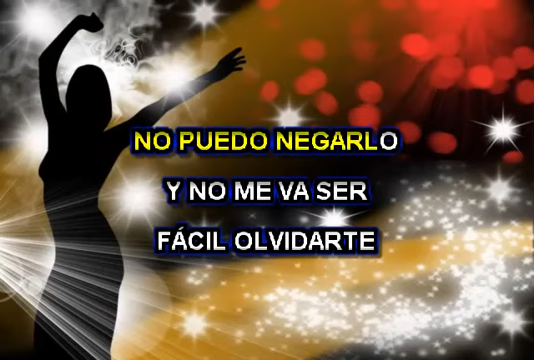 NO PUEDO NEGARLO
Y NO ME VA SER
FÁCIL OLVIDARTE